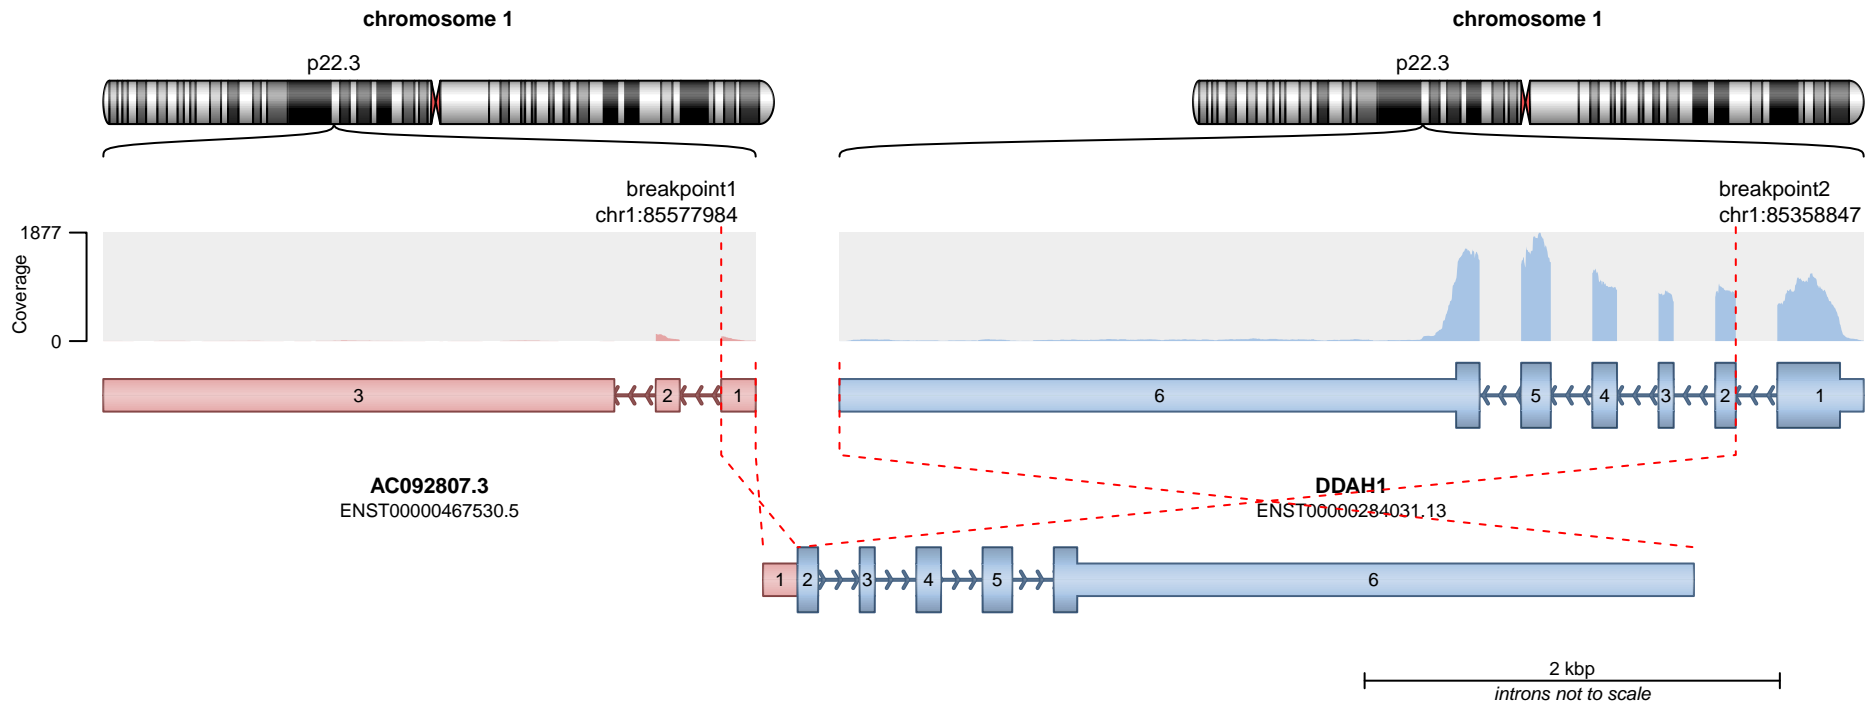 chromosome 1
chromosome 1
p22.3
p22.3
breakpoint1
chr1:85577984
breakpoint2
chr1:85358847
1877
0
Coverage
3
2
1
6
5
4
3
2
1
AC092807.3
ENST00000467530.5
DDAH1
ENST00000284031.13
1
2
3
4
5
6
2 kbp
introns not to scale